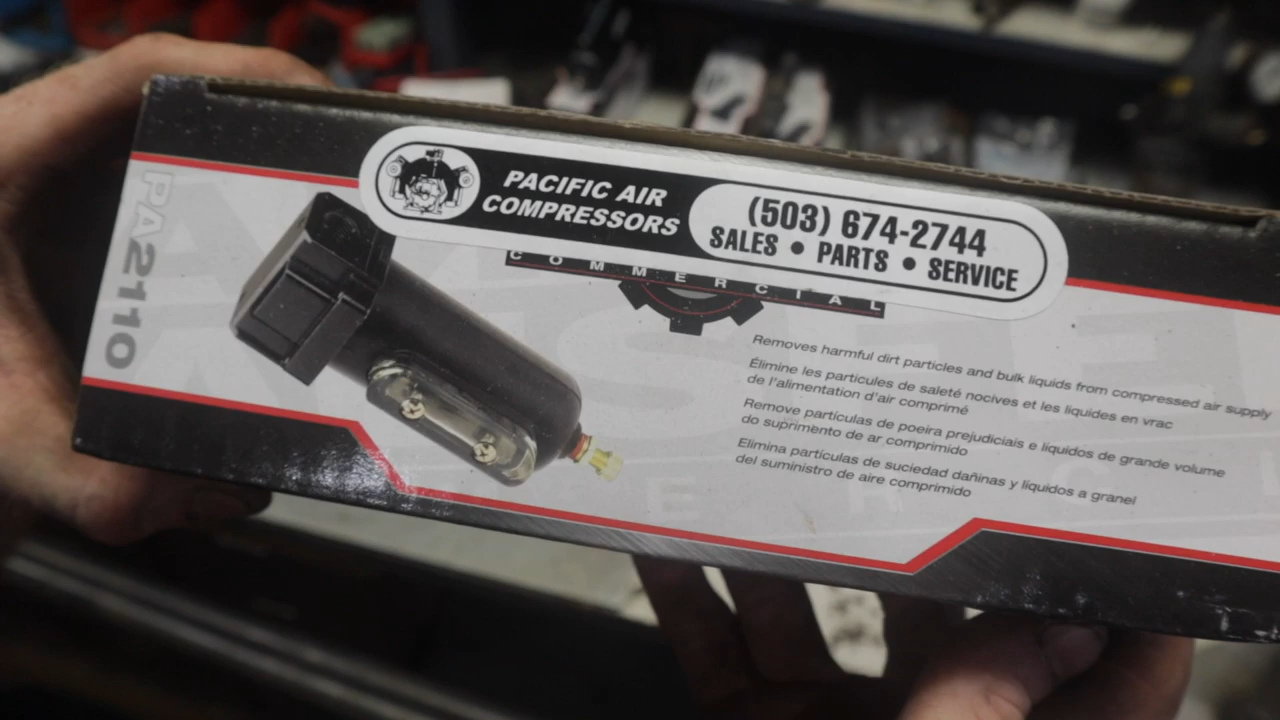 PA2110
PACIFIC AIR
COMPRESSORS
(503) 674-2744
SALES • PARTS • SERVICE
COMMERCIAL
Removes harmful dirt particles and bulk liquids from compressed air supply
Élimine les particules de saleté nocives et les liquides en vrac
de l'alimentation d'air comprimé
Remove partículas de poeira prejudiciais e líquidos de grande volume
do suprimento de ar comprimido
Elimina partículas de suciedad dañinas y líquidos a granel
del suministro de aire comprimido